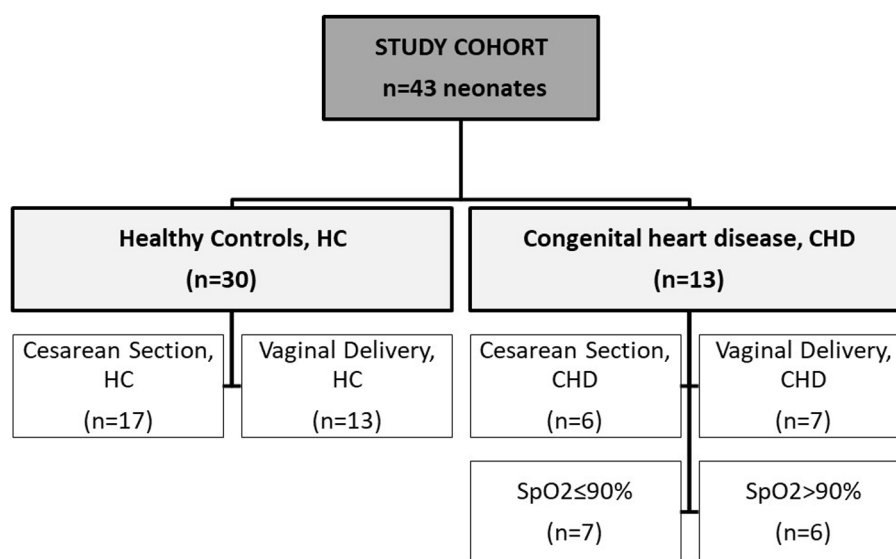 STUDY COHORT
n=43 neonates
Healthy Controls, HC
(n=30)
Congenital heart disease, CHD
(n=13)
Cesarean Section,
HC
(n=17)
Vaginal Delivery,
HC
(n=13)
Cesarean Section,
CHD
(n=6)
Vaginal Delivery,
CHD
(n=7)
SpO2≤90%
(n=7)
SpO2>90%
(n=6)